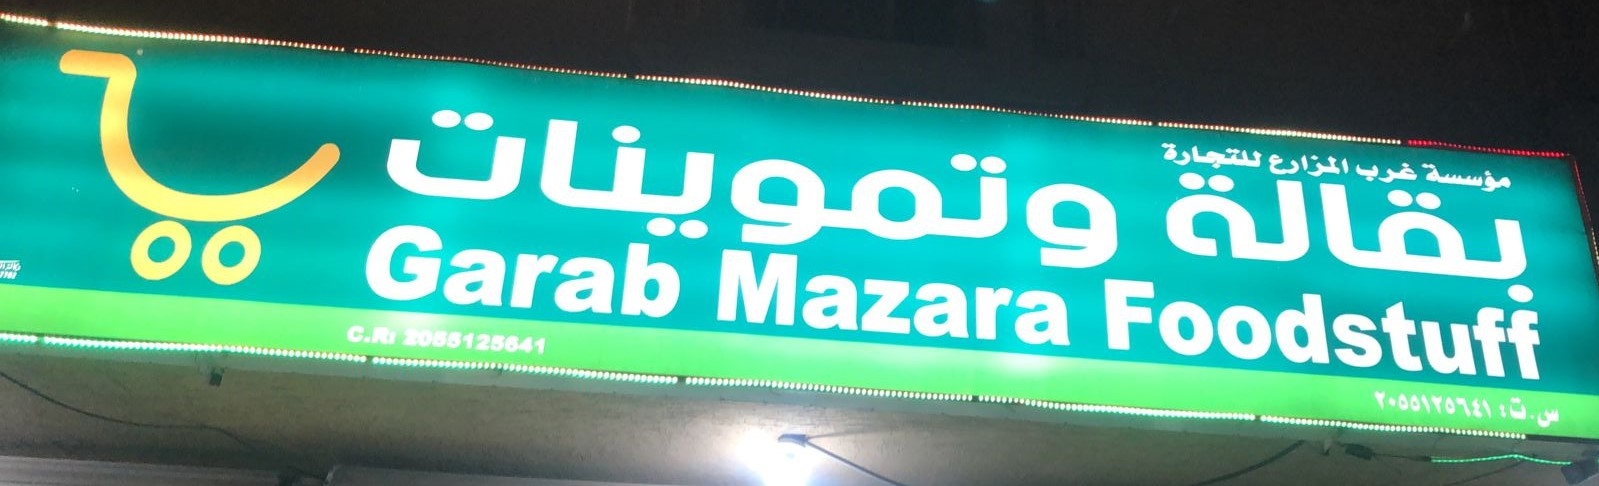 مؤسسة غرب المزارع للتجارة
بقالة وتموينات
Garab Mazara Foodstuff
C.R: 2055125641
س.ت: ٢٠٥٥١٢٥٦٤١